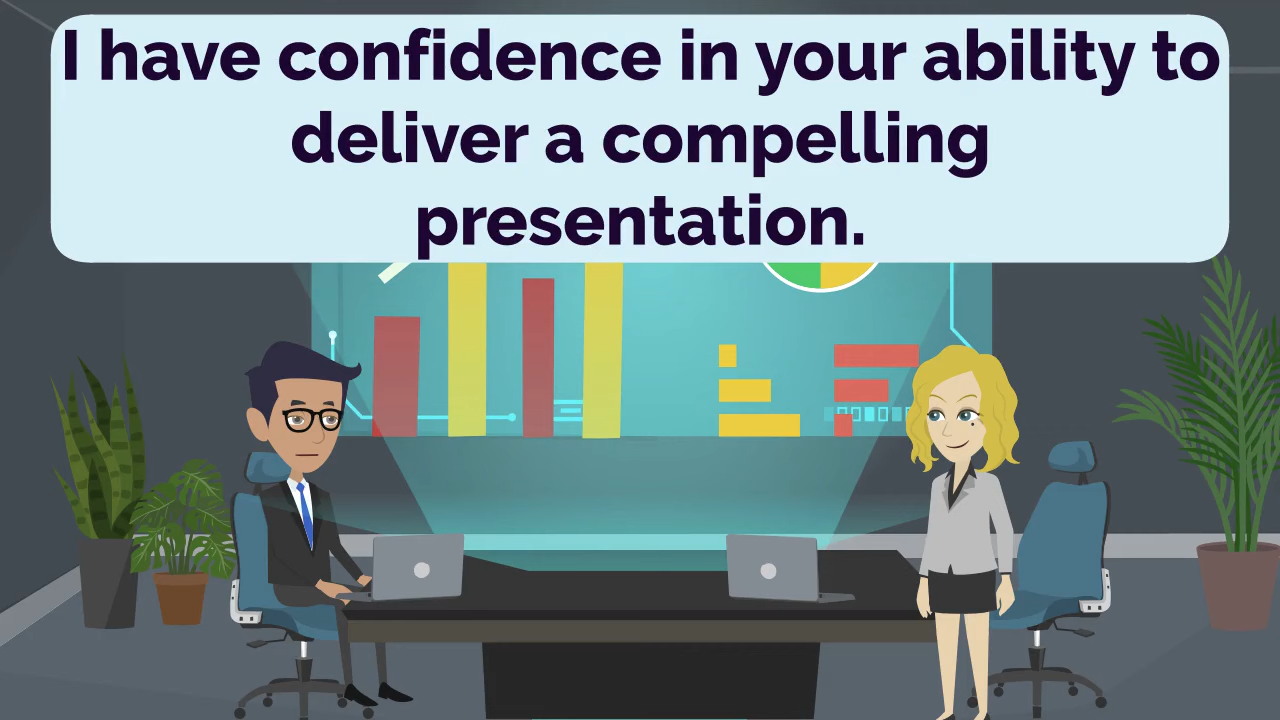 I have confidence in your ability to
deliver a compelling
presentation.